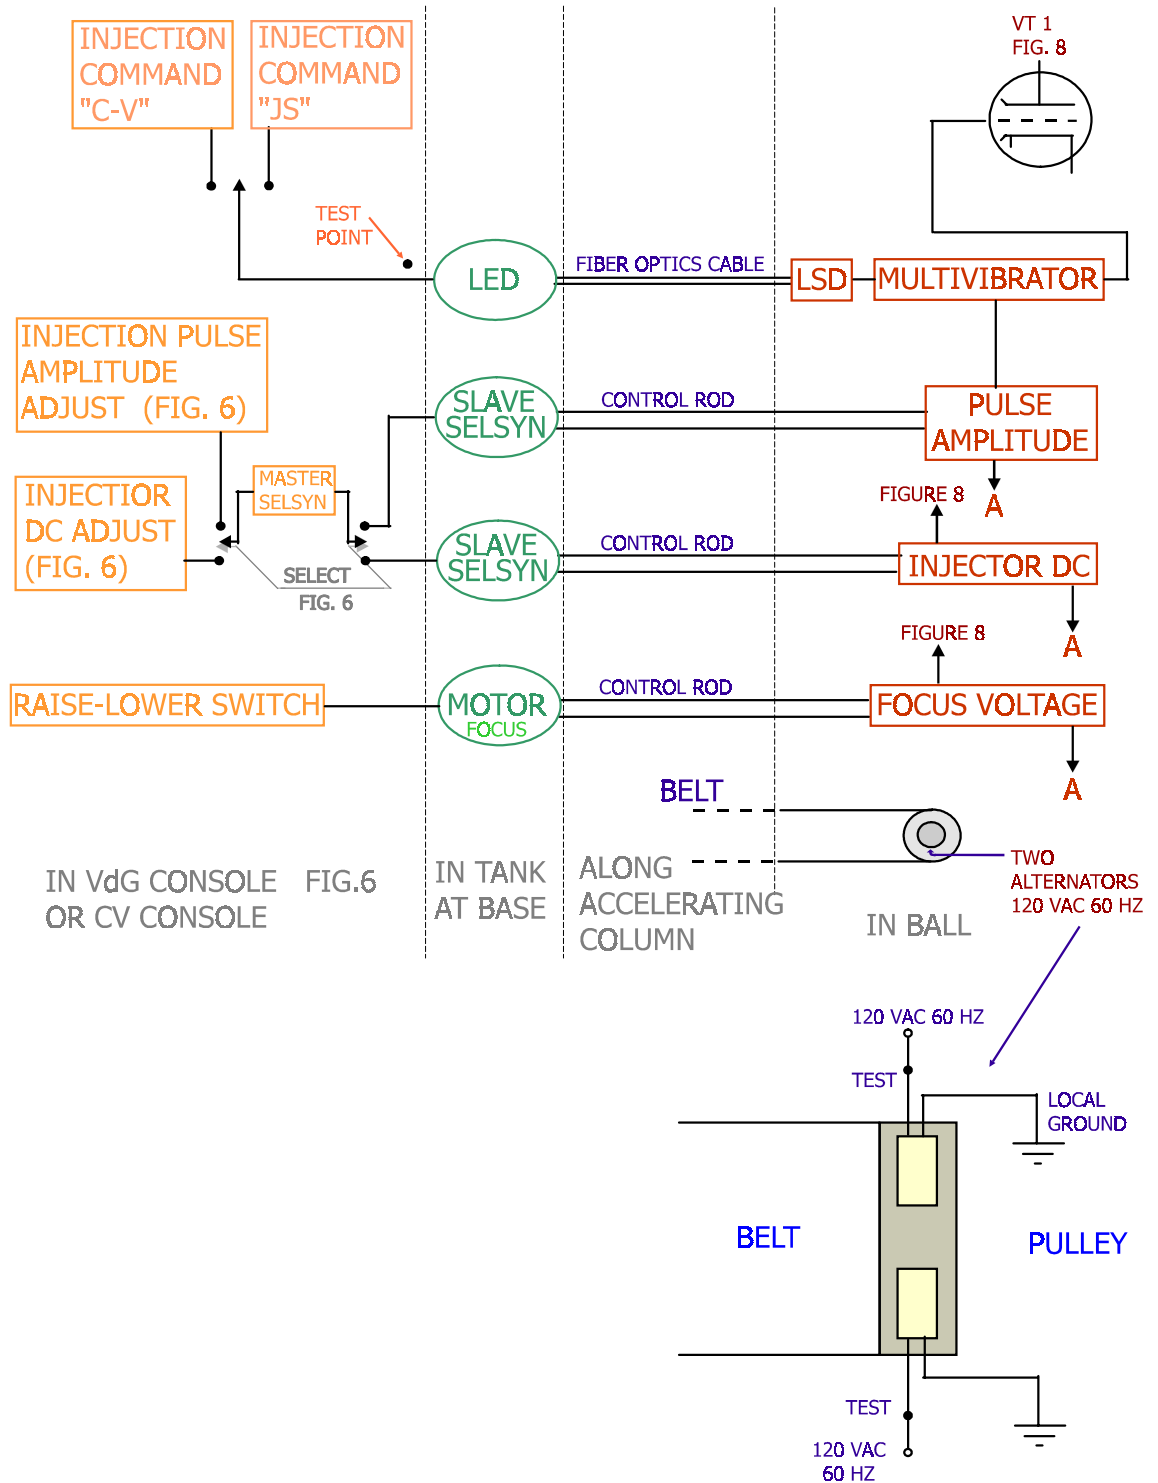 INJECTION
COMMAND
"C-V"
INJECTION
COMMAND
"JS"
VT 1
FIG. 8
TEST
POINT
LED
FIBER OPTICS CABLE
LSD
MULTIVIBRATOR
INJECTION PULSE
AMPLITUDE
ADJUST (FIG. 6)
SLAVE
SELSYN
CONTROL ROD
PULSE
AMPLITUDE
A
MASTER
SELSYN
INJECTIOR
DC ADJUST
(FIG. 6)
SELECT
FIG. 6
SLAVE
SELSYN
CONTROL ROD
FIGURE 8
INJECTOR DC
A
RAISE-LOWER SWITCH
MOTOR
FOCUS
CONTROL ROD
FIGURE 8
FOCUS VOLTAGE
A
BELT
TWO
ALTERNATORS
120 VAC 60 HZ
IN VdG CONSOLE FIG.6
OR CV CONSOLE
IN TANK
AT BASE
ALONG
ACCELERATING
COLUMN
IN BALL
120 VAC 60 HZ
TEST
LOCAL
GROUND
BELT
PULLEY
TEST
120 VAC
60 HZ